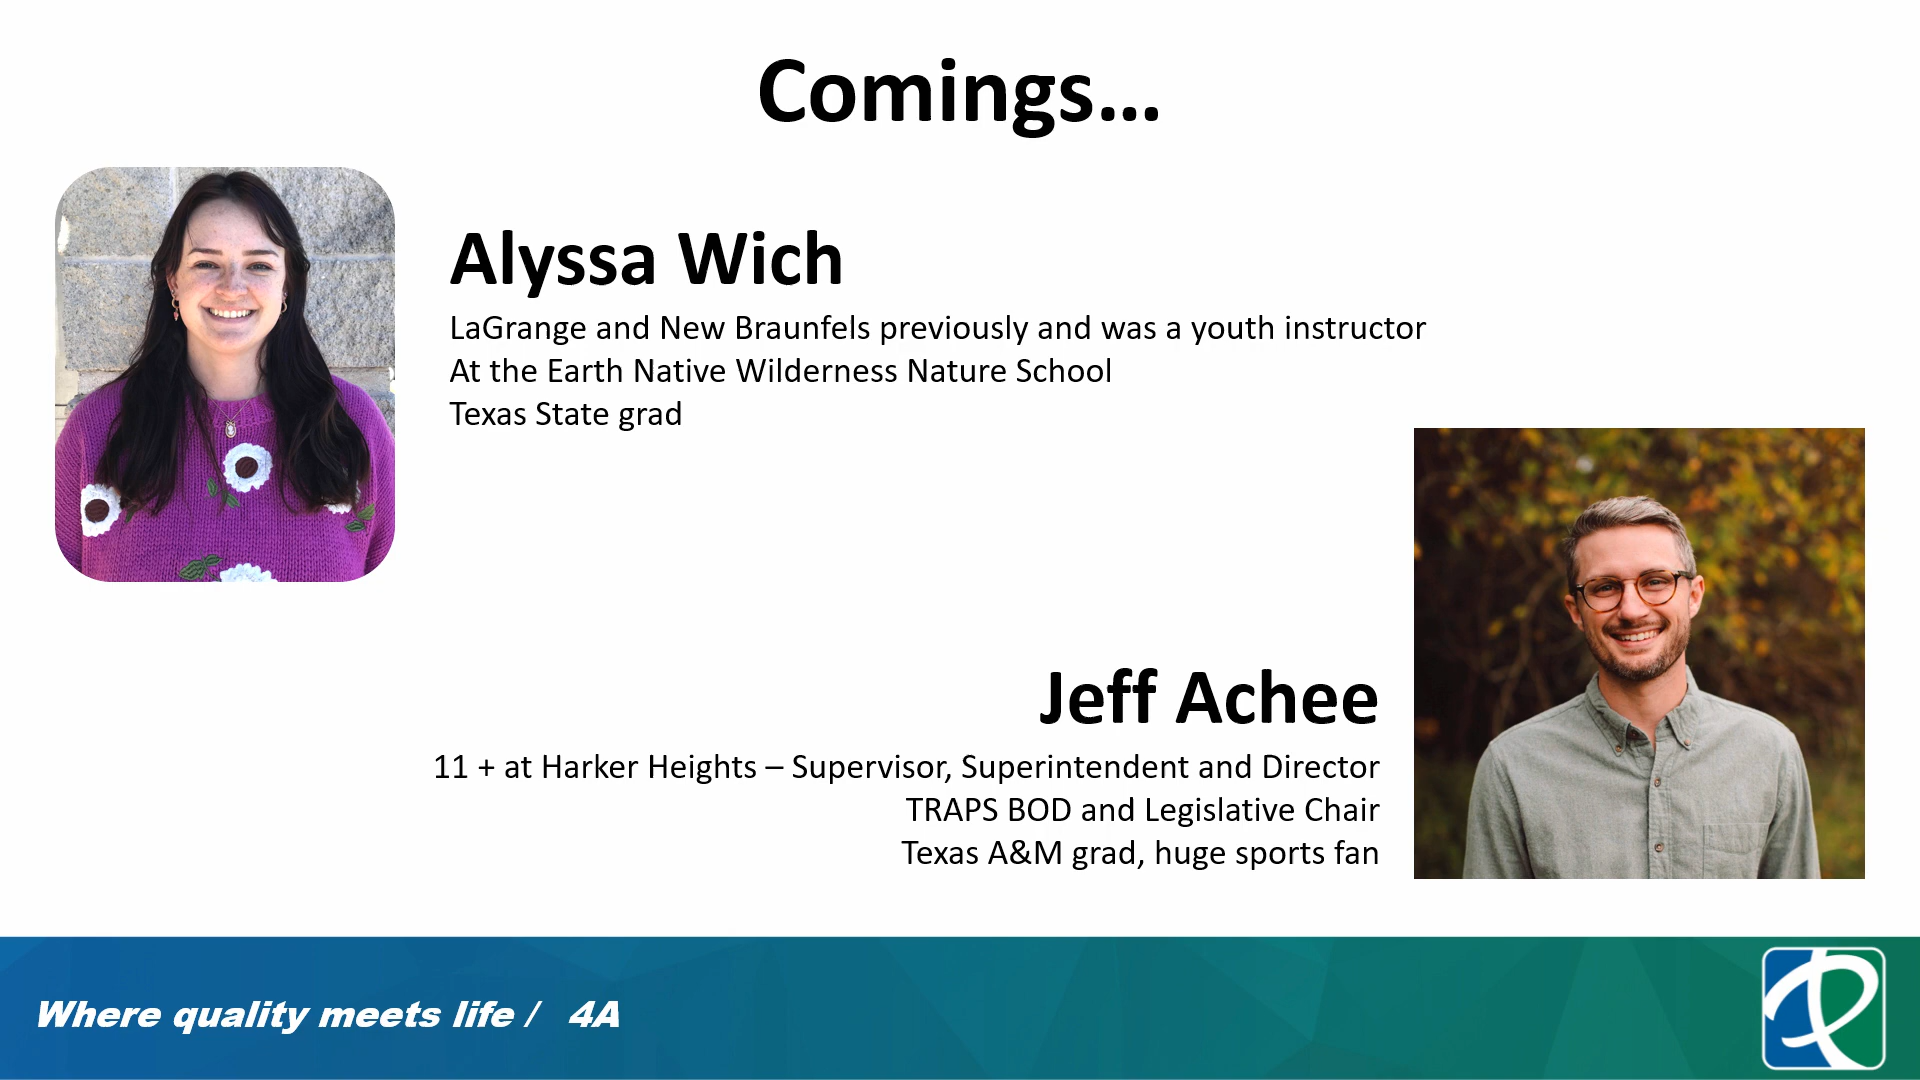 Comings...
Alyssa Wich
LaGrange and New Braunfels previously and was a youth instructor
At the Earth Native Wilderness Nature School
Texas State grad
Jeff Achee
11 + at Harker Heights – Supervisor, Superintendent and Director
TRAPS BOD and Legislative Chair
Texas A&M grad, huge sports fan
Where quality meets life / 4A